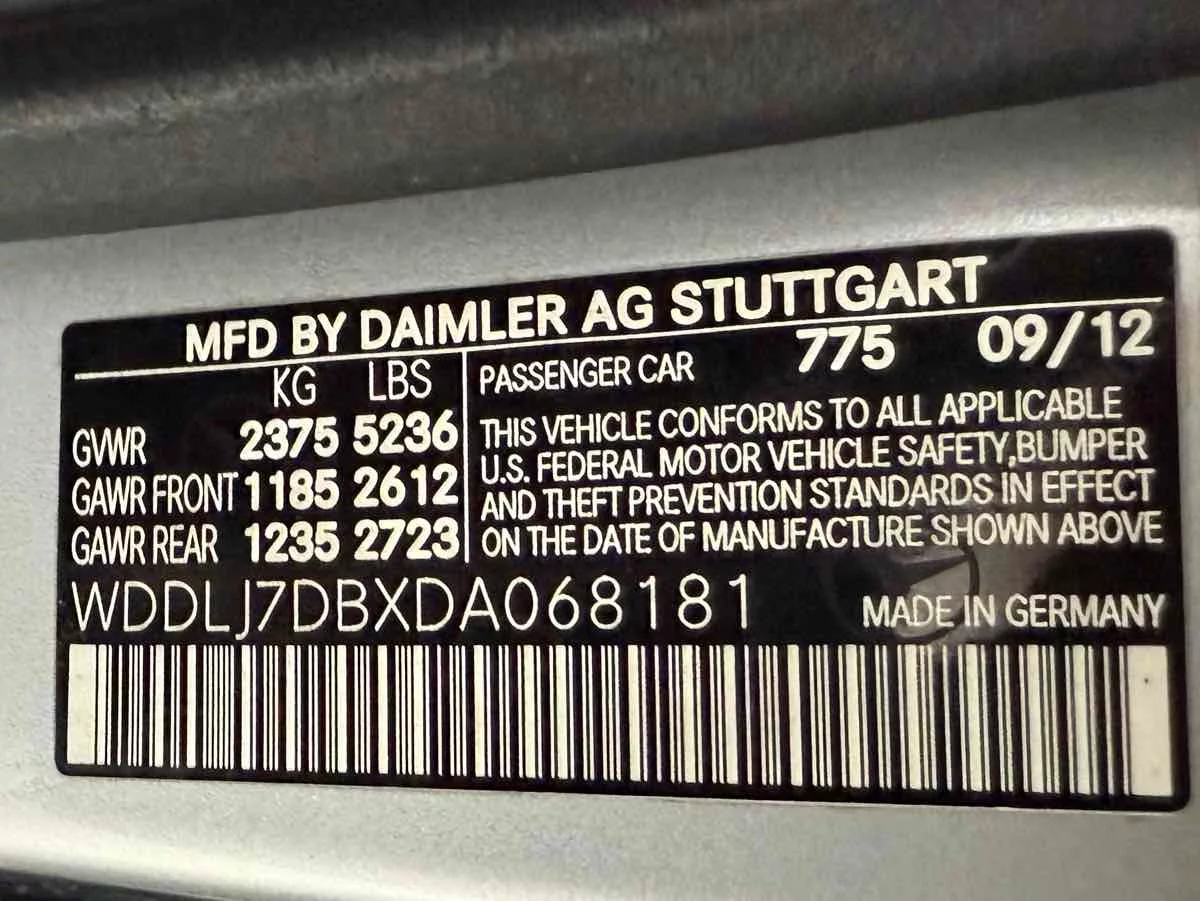 MFD BY DAIMLER AG STUTTGART
KG LBS
GVWR 2375 5236
GAWR FRONT 1185 2612
GAWR REAR 1235 2723
PASSENGER CAR 775 09/12
THIS VEHICLE CONFORMS TO ALL APPLICABLE
U.S. FEDERAL MOTOR VEHICLE SAFETY,BUMPER
AND THEFT PREVENTION STANDARDS IN EFFECT
ON THE DATE OF MANUFACTURE SHOWN ABOVE
WDDLJ7DBXDA068181
MADE IN GERMANY